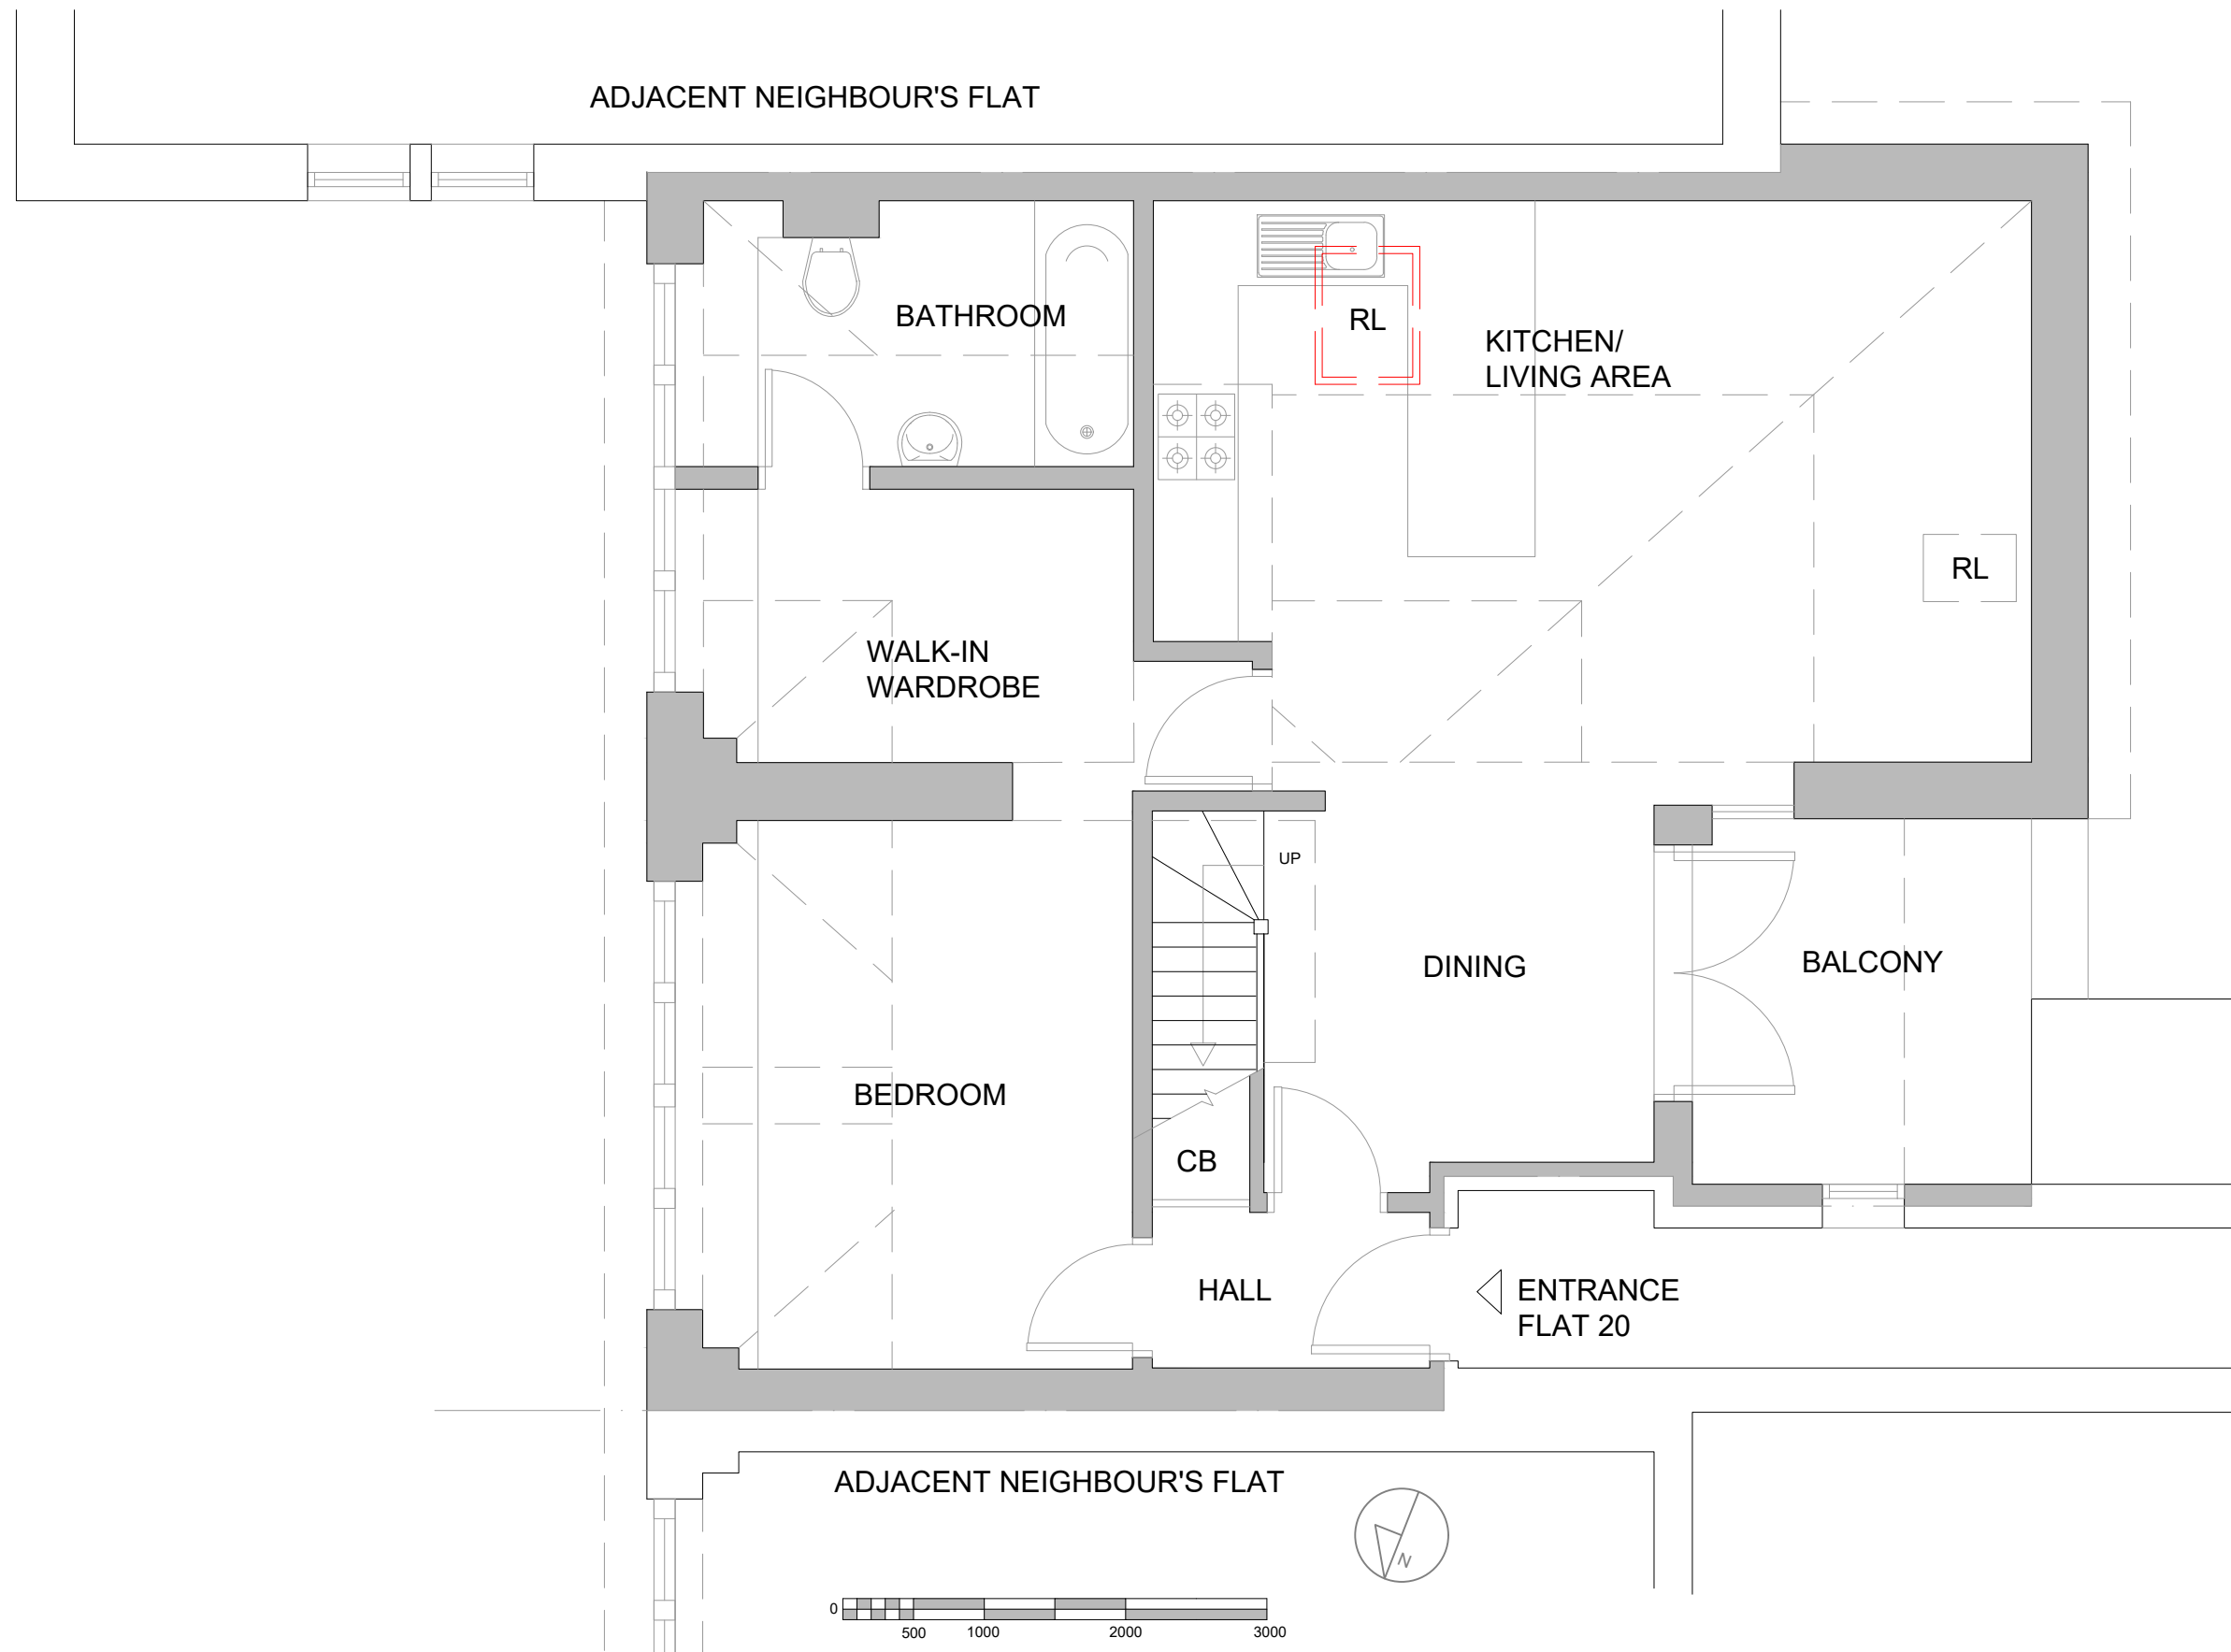 ADJACENT NEIGHBOUR'S FLAT
BATHROOM
RL
KITCHEN/
LIVING AREA
RL
WALK-IN
WARDROBE
UP
DINING
BALCONY
BEDROOM
CB
HALL
ENTRANCE
FLAT 20
ADJACENT NEIGHBOUR'S FLAT
N
0
500 1000 2000 3000